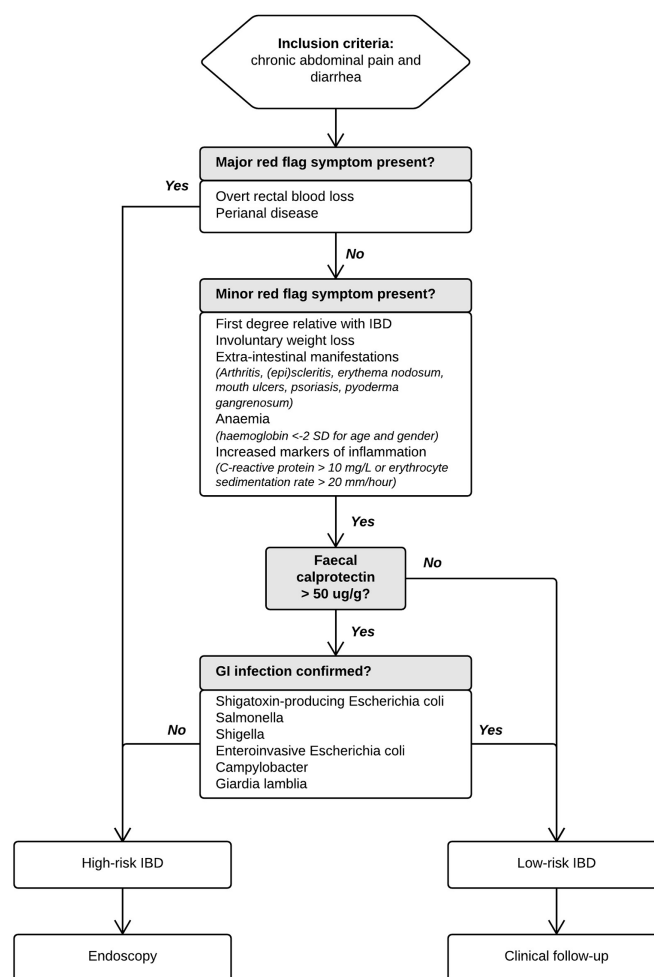 Inclusion criteria:
chronic abdominal pain and
diarrhea
Major red flag symptom present?
Yes
Overt rectal blood loss
Perianal disease
No
Minor red flag symptom present?
First degree relative with IBD
Involuntary weight loss
Extra-intestinal manifestations
(Arthritis, (epi)scleritis, erythema nodosum,
mouth ulcers, psoriasis, pyoderma
gangrenosum)
Anaemia
(haemoglobin <-2 SD for age and gender)
Increased markers of inflammation
(C-reactive protein > 10 mg/L or erythrocyte
sedimentation rate > 20 mm/hour)
Yes
Faecal
calprotectin
> 50 ug/g?
No
Yes
GI infection confirmed?
Shigatoxin-producing Escherichia coli
Salmonella
Shigella
Enteroinvasive Escherichia coli
Campylobacter
Giardia lamblia
No
Yes
High-risk IBD
Low-risk IBD
Endoscopy
Clinical follow-up